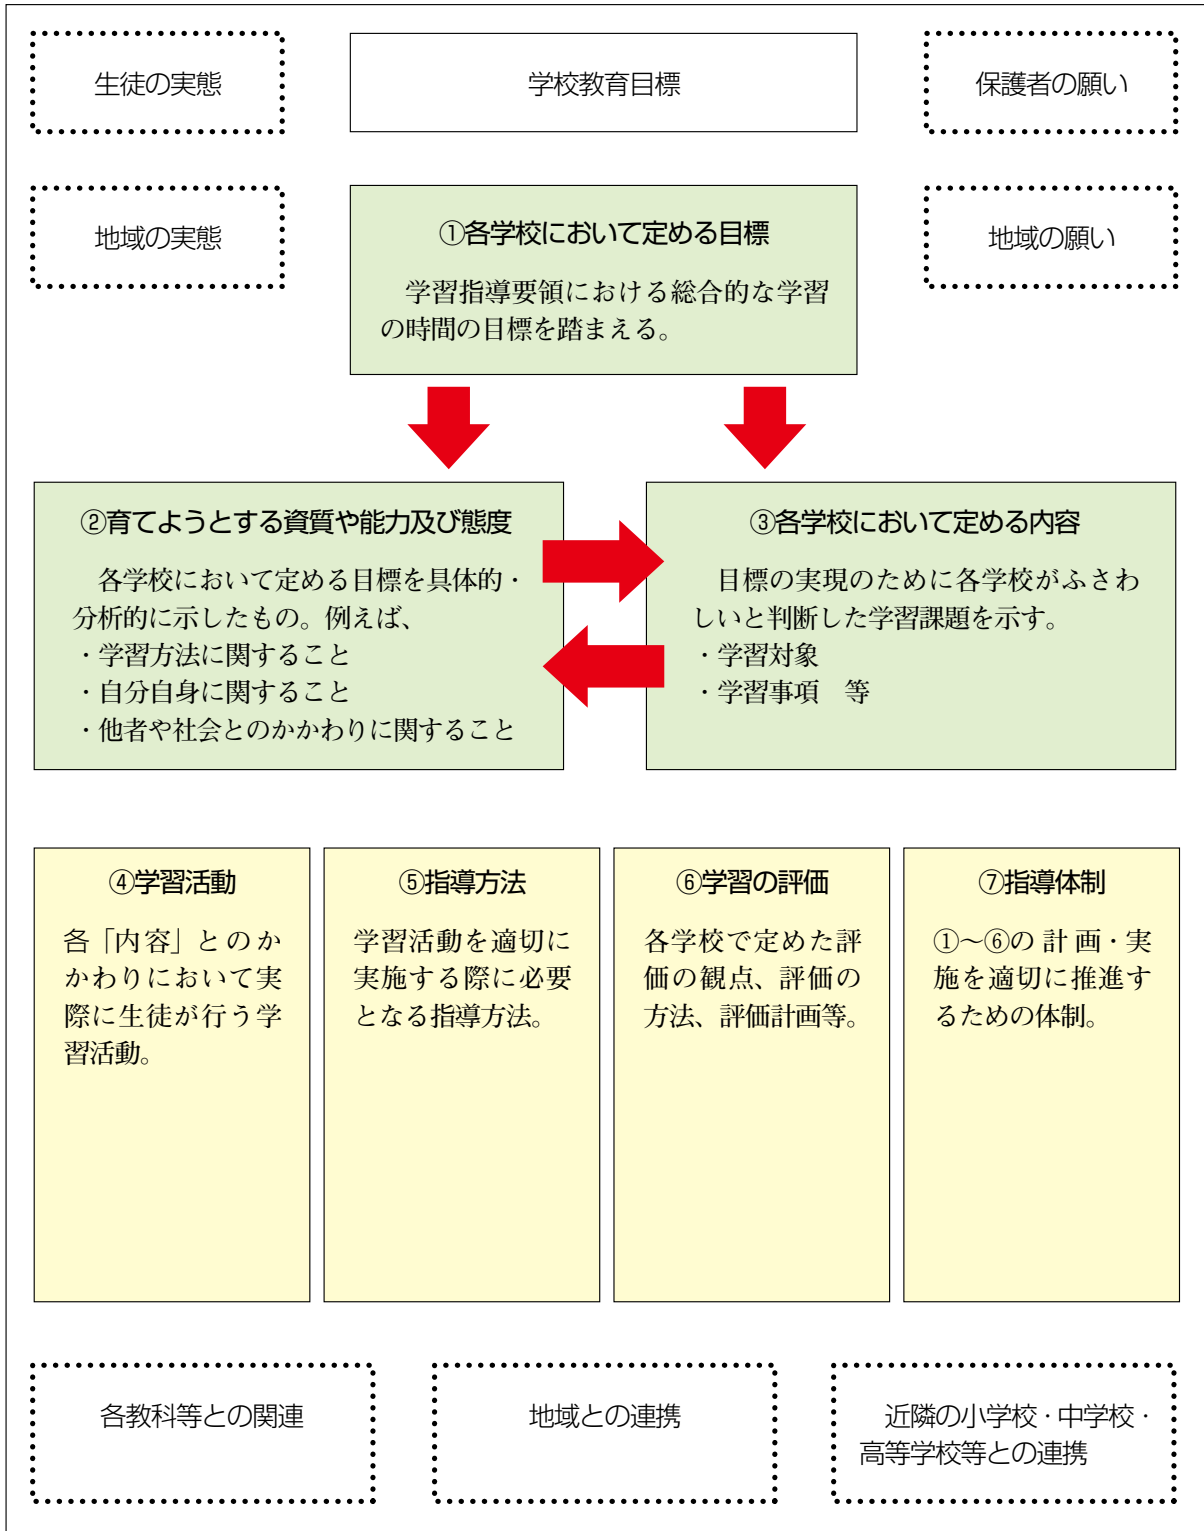 生徒の実態
学校教育目標
保護者の願い
地域の実態
①各学校において定める目標
学習指導要領における総合的な学習
の時間の目標を踏まえる。
地域の願い
②育てようとする資質や能力及び態度
各学校において定める目標を具体的・
分析的に示したもの。例えば、
・学習方法に関すること
・自分自身に関すること
・他者や社会とのかかわりに関すること
③各学校において定める内容
目標の実現のために各学校がふさわ
しいと判断した学習課題を示す。
・学習対象
・学習事項　等
④学習活動
各「内容」とのか
かわりにおいて実
際に生徒が行う学
習活動。
⑤指導方法
学習活動を適切に
実施する際に必要
となる指導方法。
⑥学習の評価
各学校で定めた評
価の観点、評価の
方法、評価計画等。
⑦指導体制
①～⑥の計画・実
施を適切に推進す
るための体制。
各教科等との関連
地域との連携
近隣の小学校・中学校・
高等学校等との連携